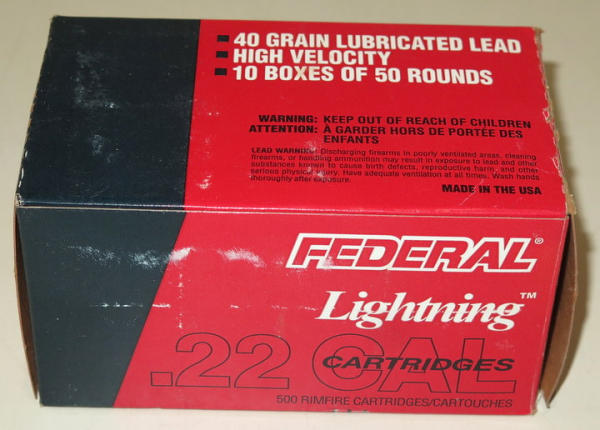 40 GRAIN LUBRICATED LEAD
HIGH VELOCITY
10 BOXES OF 50 ROUNDS
WARNING: KEEP OUT OF REACH OF CHILDREN
ATTENTION: À GARDER HORS DE PORTÉE DES
ENFANTS
LEAD WARNING: Discharging firearms in poorly ventilated areas, cleaning
firearms, or handling ammunition may result in exposure to lead and other
substances known to cause birth defects, reproductive harm, and other
serious physical injury. Have adequate ventilation at all times. Wash hands
thoroughly after exposure.
MADE IN THE USA
FEDERAL®
Lightning™
.22 CAL
CARTRIDGES
500 RIMFIRE CARTRIDGES/CARTOUCHES